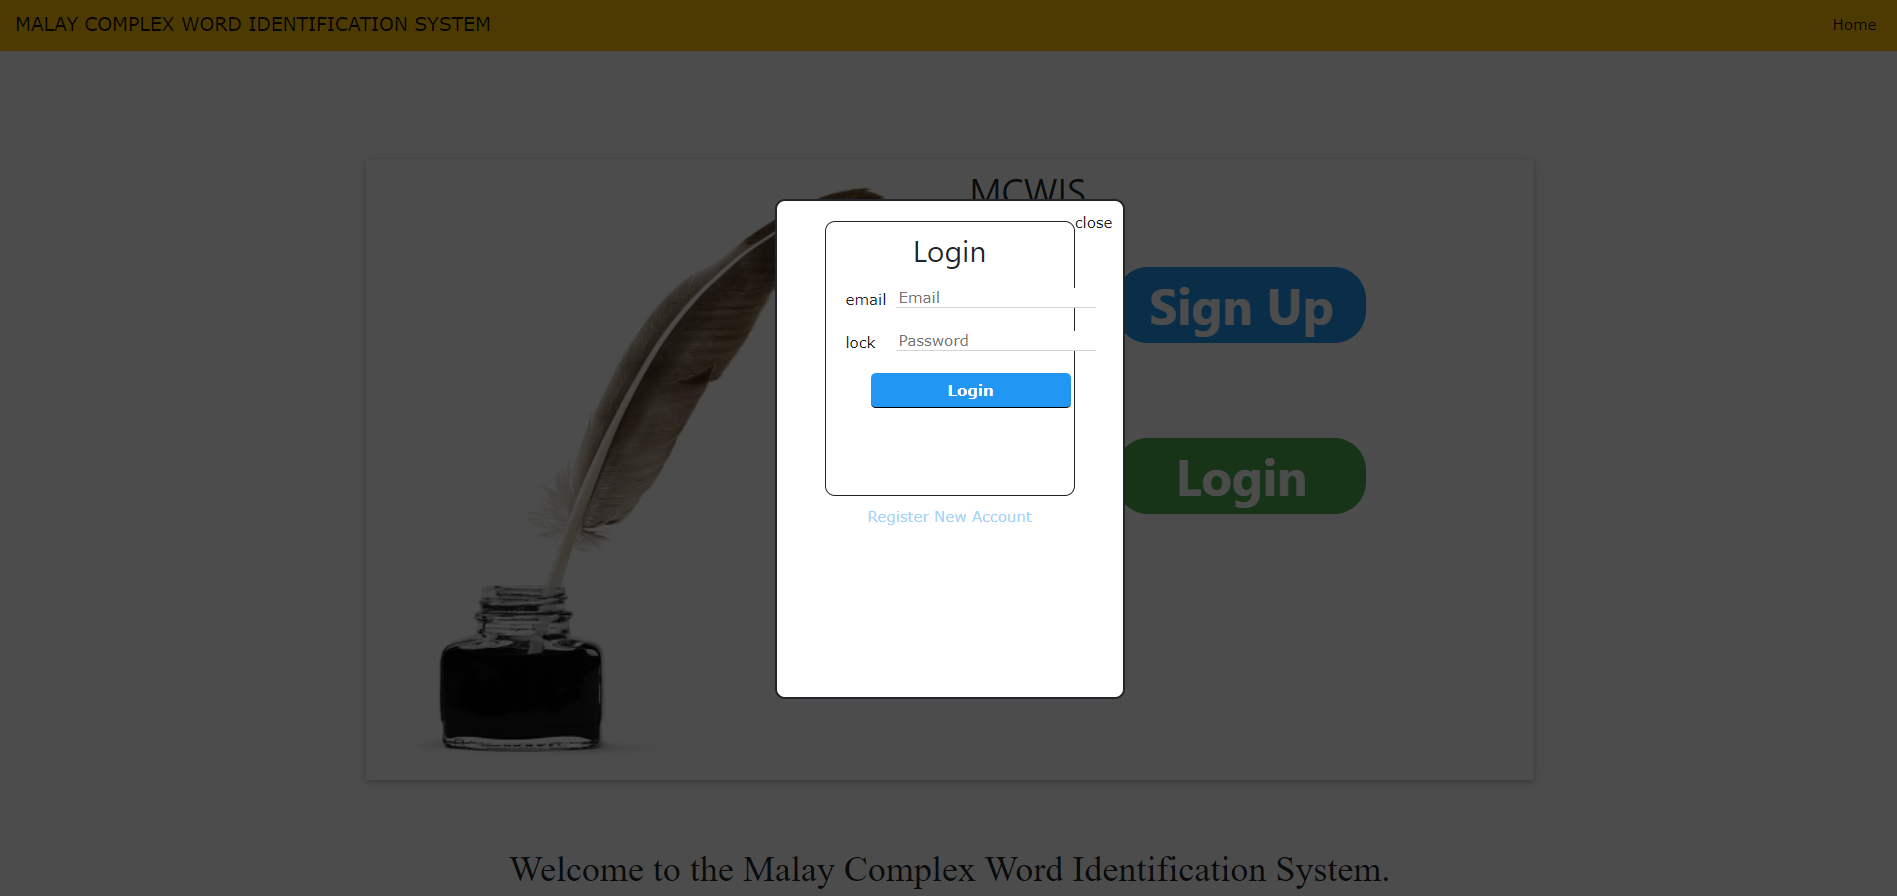 MALAY COMPLEX WORD IDENTIFICATION SYSTEM
Home
MCWIS
close
Login
email Email
lock Password
Login
Register New Account
Sign Up
Login
Welcome to the Malay Complex Word Identification System.